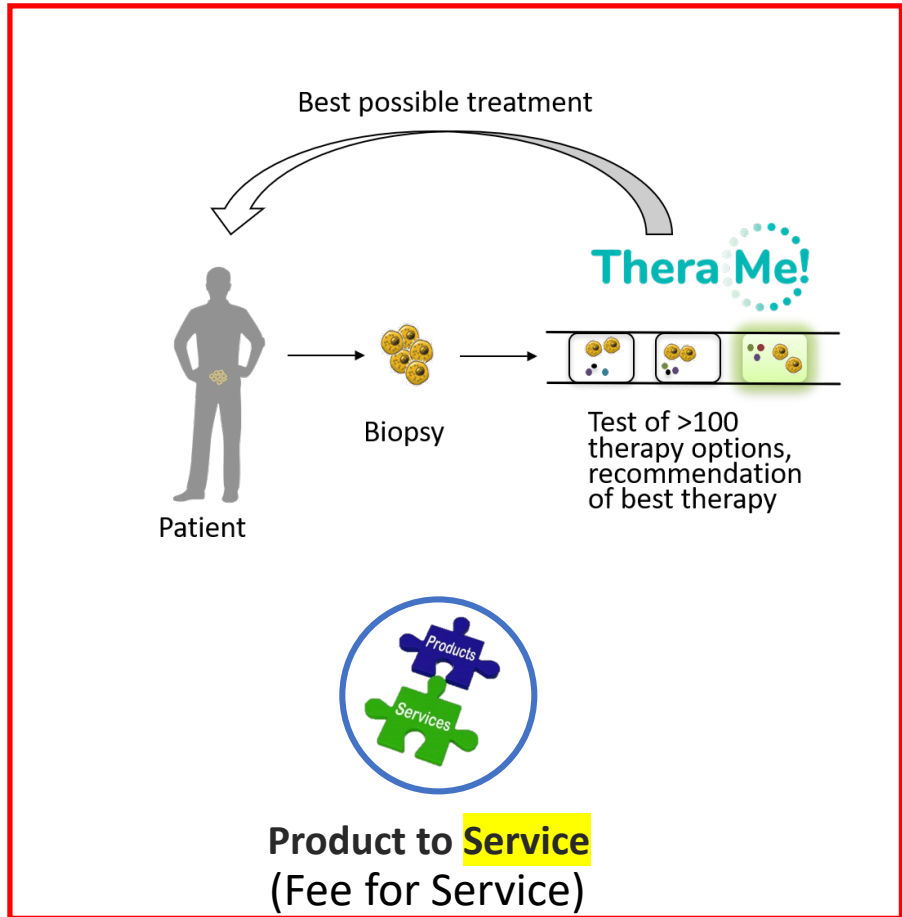 Best possible treatment
Thera Me!
Biopsy
Test of >100
therapy options,
recommendation
of best therapy
Patient
Products
Services
Product to Service
(Fee for Service)